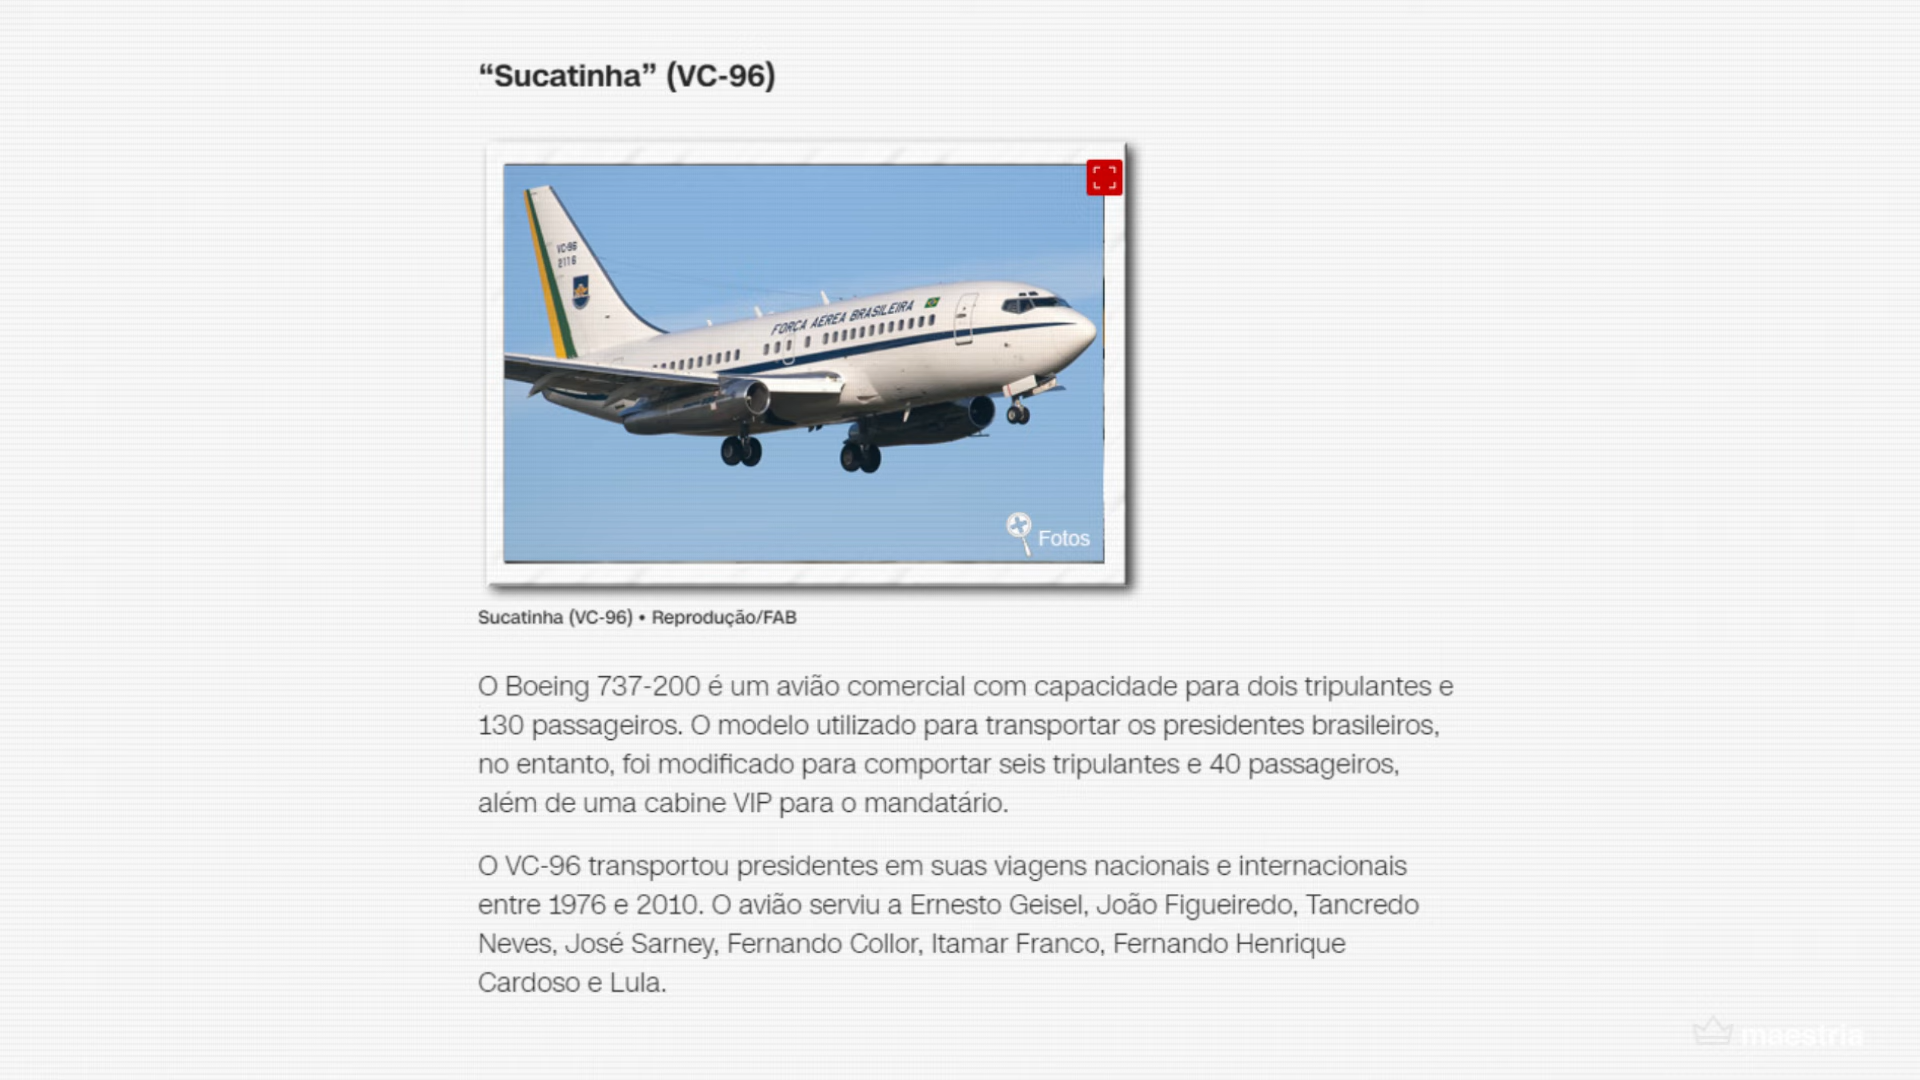 “Sucatinha” (VC-96)
VC-96
2116
FORÇA AEREA BRASILEIRA
Fotos
Sucatinha (VC-96) • Reprodução/FAB
O Boeing 737-200 é um avião comercial com capacidade para dois tripulantes e
130 passageiros. O modelo utilizado para transportar os presidentes brasileiros,
no entanto, foi modificado para comportar seis tripulantes e 40 passageiros,
além de uma cabine VIP para o mandatário.
O VC-96 transportou presidentes em suas viagens nacionais e internacionais
entre 1976 e 2010. O avião serviu a Ernesto Geisel, João Figueiredo, Tancredo
Neves, José Sarney, Fernando Collor, Itamar Franco, Fernando Henrique
Cardoso e Lula.
maestria